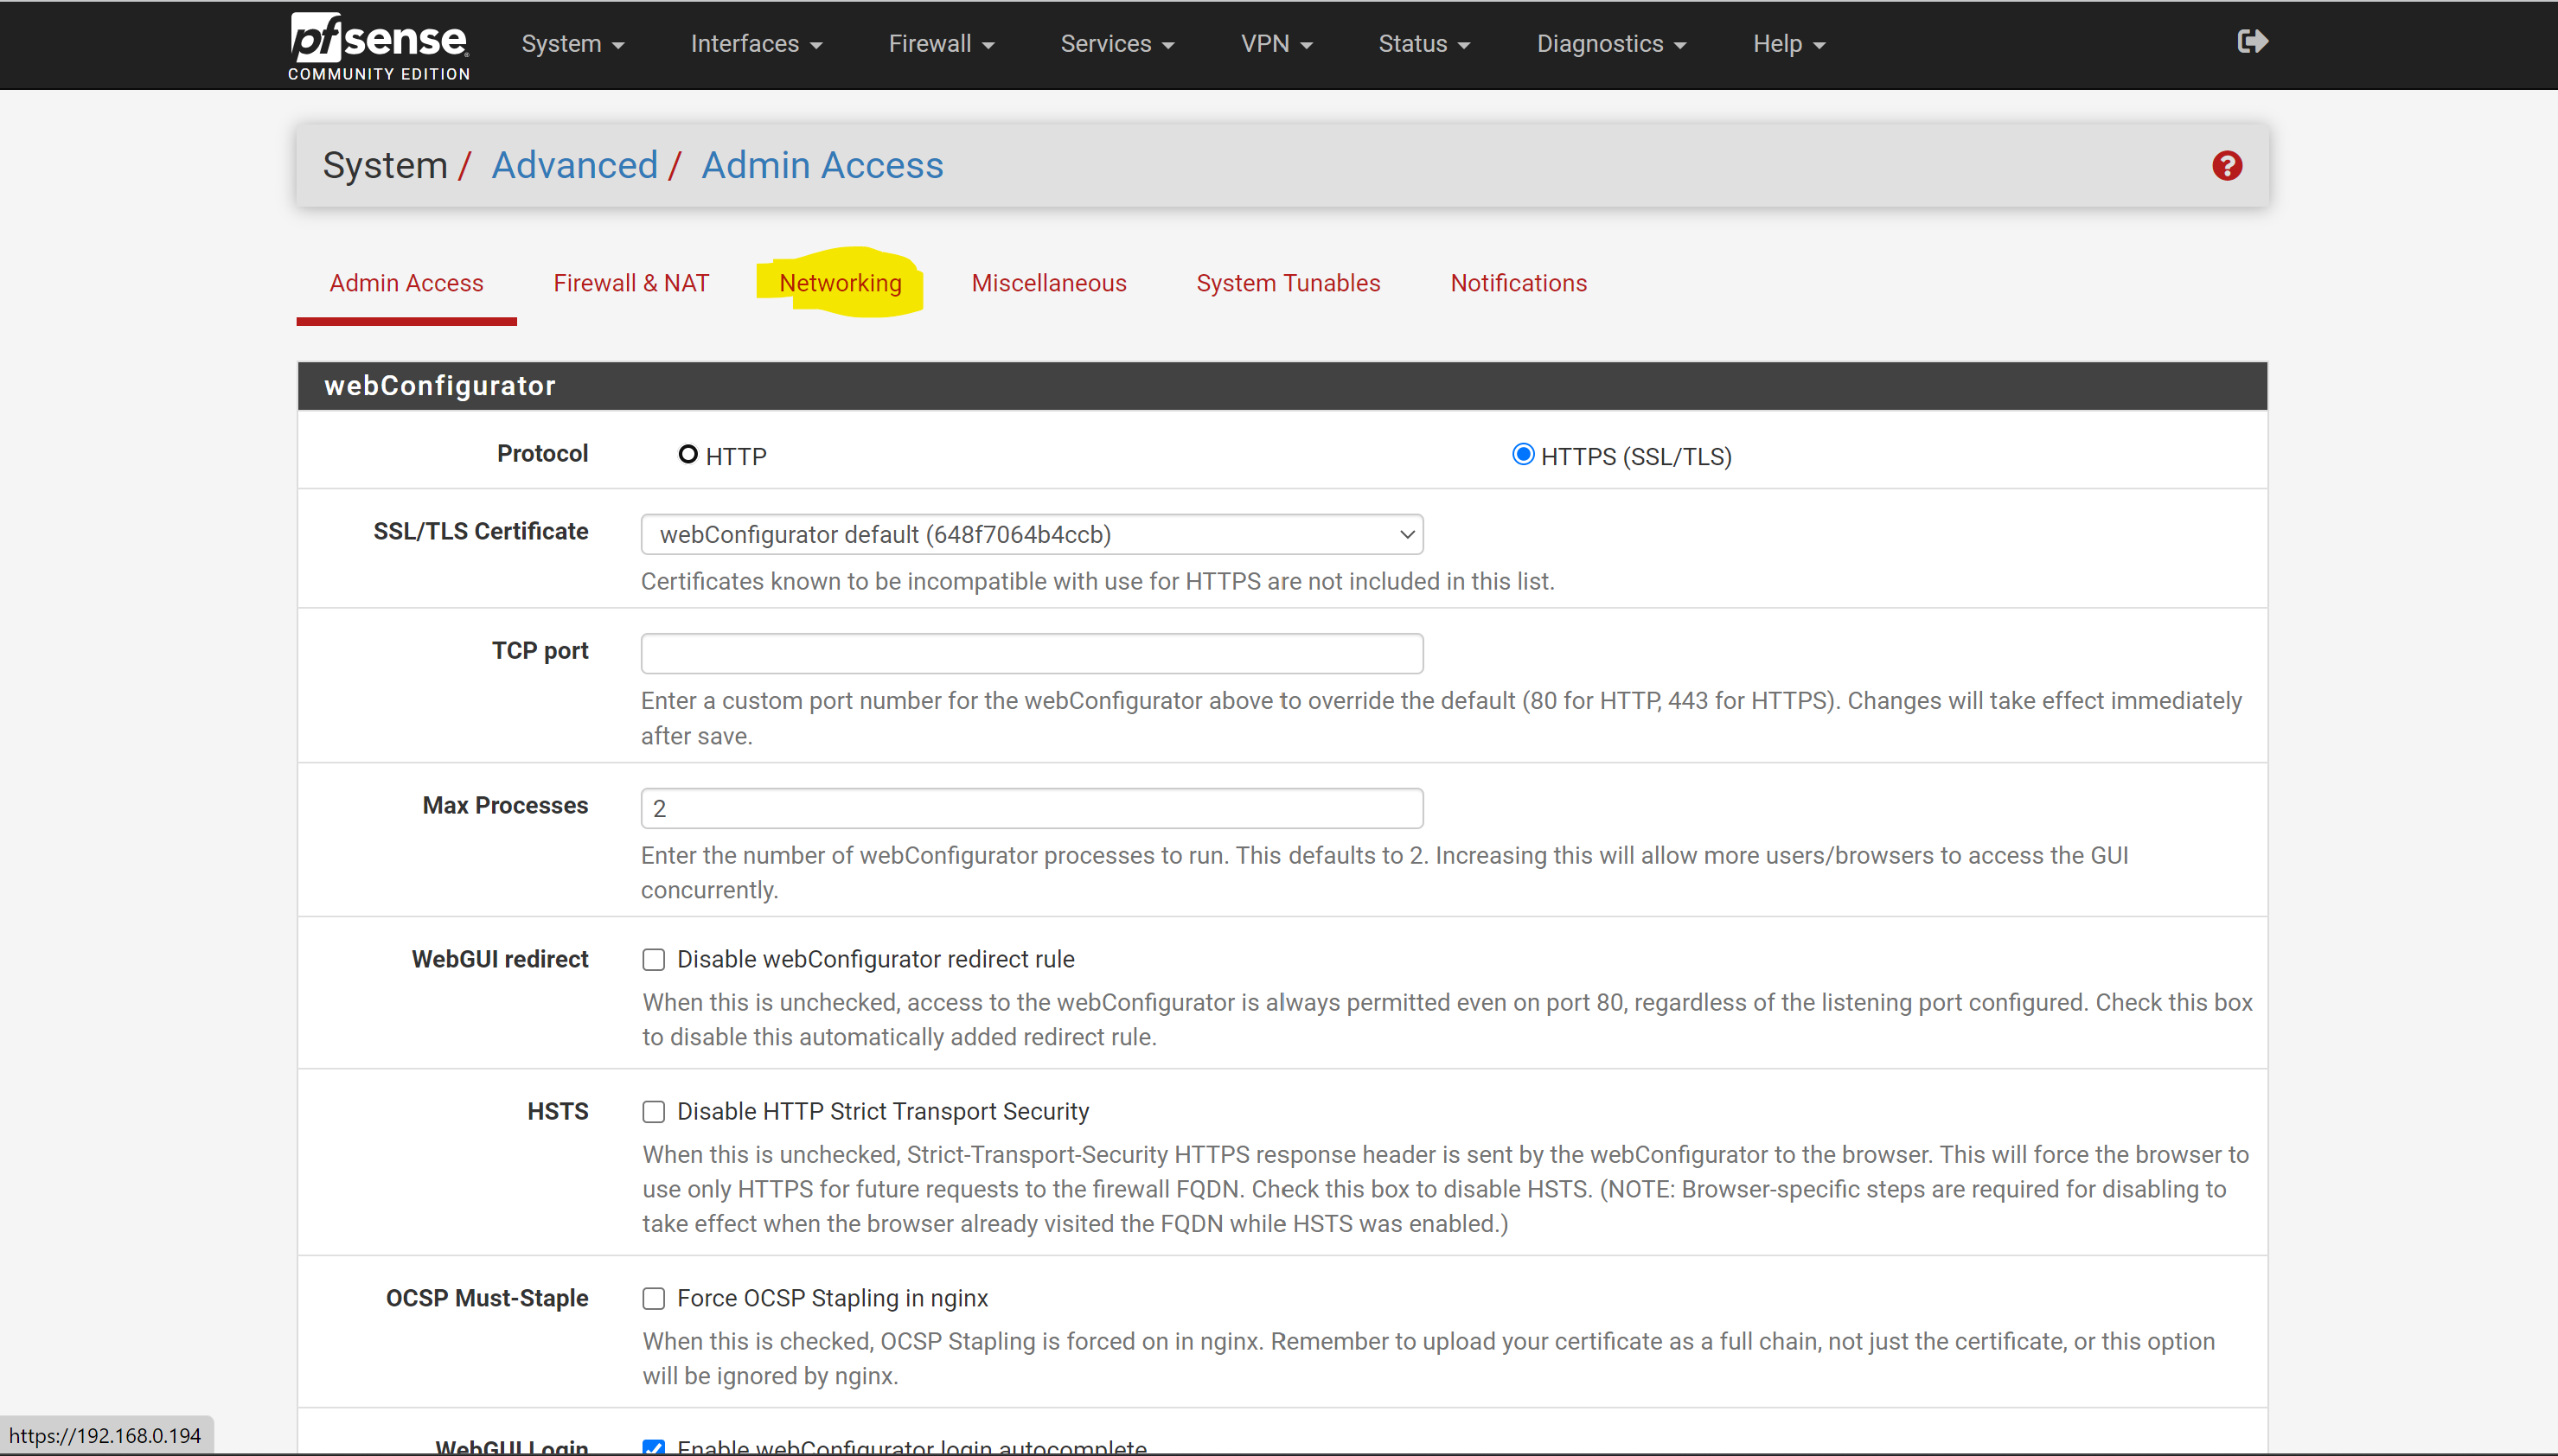 pfsense
COMMUNITY EDITION
System
Interfaces
Firewall
Services
VPN
Status
Diagnostics
Help
System / Advanced / Admin Access
?
Admin Access
Firewall & NAT
Networking
Miscellaneous
System Tunables
Notifications
webConfigurator
Protocol
HTTP
HTTPS (SSL/TLS)
SSL/TLS Certificate
webConfigurator default (648f7064b4ccb)
Certificates known to be incompatible with use for HTTPS are not included in this list.
TCP port
Enter a custom port number for the webConfigurator above to override the default (80 for HTTP, 443 for HTTPS). Changes will take effect immediately
after save.
Max Processes
2
Enter the number of webConfigurator processes to run. This defaults to 2. Increasing this will allow more users/browsers to access the GUI
concurrently.
WebGUI redirect
Disable webConfigurator redirect rule
When this is unchecked, access to the webConfigurator is always permitted even on port 80, regardless of the listening port configured. Check this box
to disable this automatically added redirect rule.
HSTS
Disable HTTP Strict Transport Security
When this is unchecked, Strict-Transport-Security HTTPS response header is sent by the webConfigurator to the browser. This will force the browser to
use only HTTPS for future requests to the firewall FQDN. Check this box to disable HSTS. (NOTE: Browser-specific steps are required for disabling to
take effect when the browser already visited the FQDN while HSTS was enabled.)
OCSP Must-Staple
Force OCSP Stapling in nginx
When this is checked, OCSP Stapling is forced on in nginx. Remember to upload your certificate as a full chain, not just the certificate, or this option
will be ignored by nginx.
WebGUI Login
Enable webConfigurator login autocomplete
https://192.168.0.194